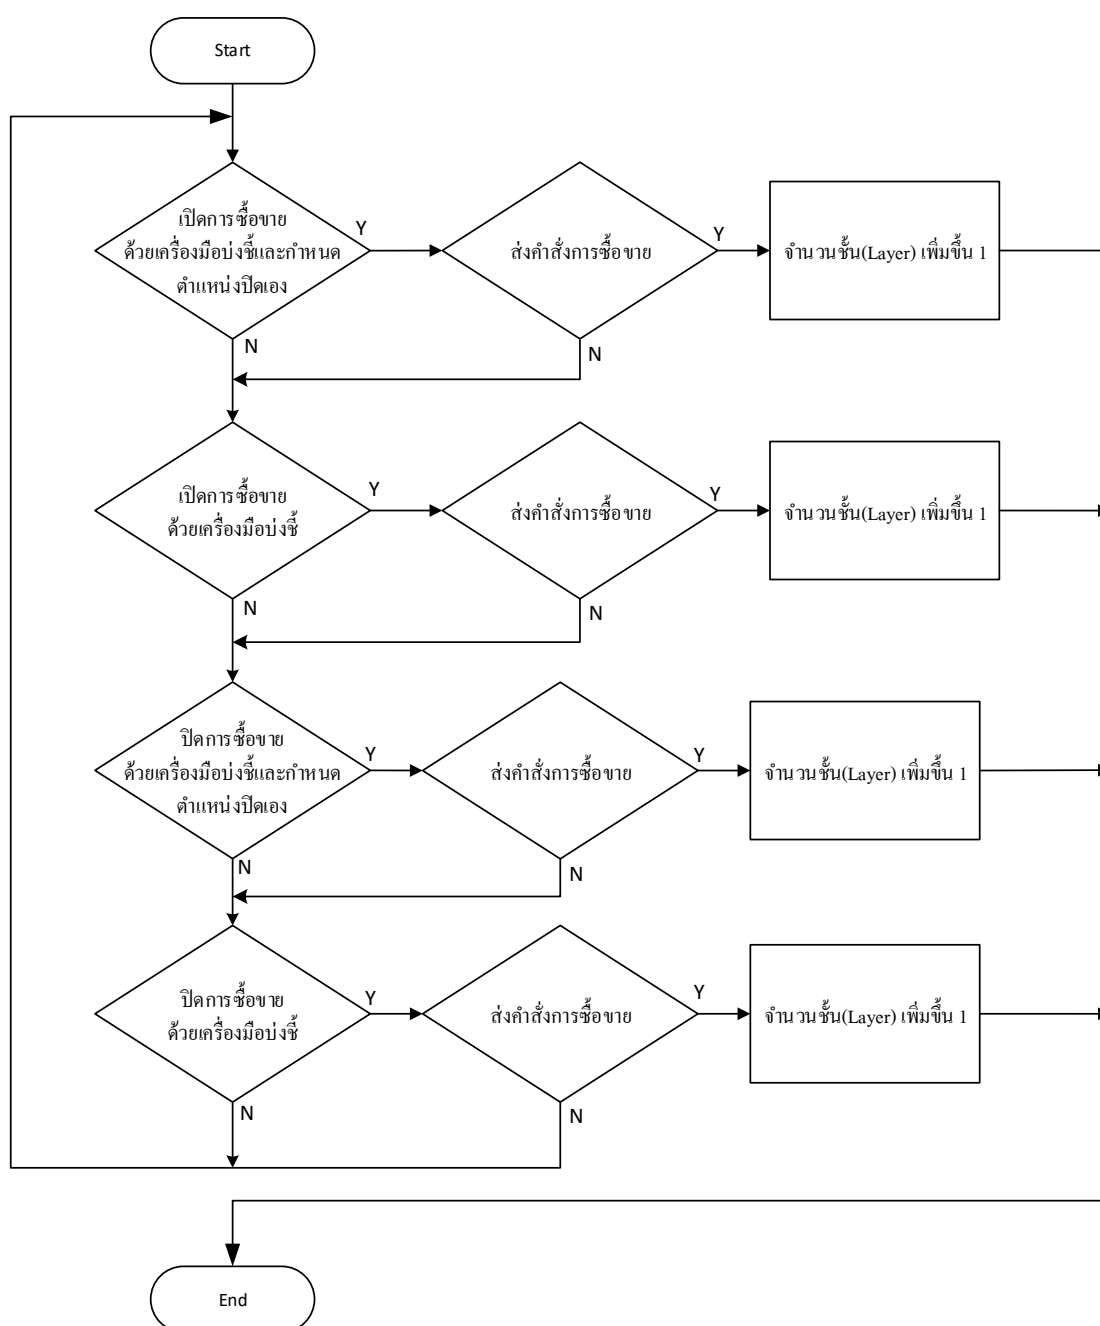 Start
เปิดการซื้อขาย
ด้วยเครื่องมือบ่งชี้และกำหนด
ตำแหน่งปิดเอง
Y
ส่งคำสั่งการซื้อขาย
Y
จำนวนชั้น(Layer) เพิ่มขึ้น 1
N
N
เปิดการซื้อขาย
ด้วยเครื่องมือบ่งชี้
Y
ส่งคำสั่งการซื้อขาย
Y
จำนวนชั้น(Layer) เพิ่มขึ้น 1
N
N
ปิดการซื้อขาย
ด้วยเครื่องมือบ่งชี้และกำหนด
ตำแหน่งปิดเอง
Y
ส่งคำสั่งการซื้อขาย
Y
จำนวนชั้น(Layer) เพิ่มขึ้น 1
N
N
ปิดการซื้อขาย
ด้วยเครื่องมือบ่งชี้
Y
ส่งคำสั่งการซื้อขาย
Y
จำนวนชั้น(Layer) เพิ่มขึ้น 1
N
N
End